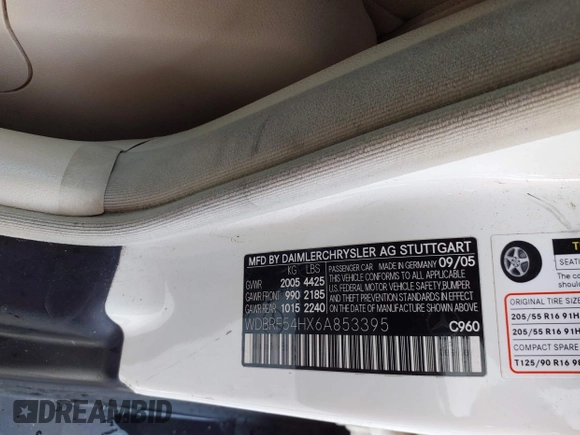 MFD BY DAIMLERCHRYSLER AG STUTTGART
KG LBS
PASSENGER CAR MADE IN GERMANY 09/05
GVWR 2005 4425
THIS VEHICLE CONFORMS TO ALL APPLICABLE
GAWR FRONT 990 2185
U.S. FEDERAL MOTOR VEHICLE SAFETY, BUMPER
AND THEFT PREVENTION STANDARDS IN EFFECT
GAWR REAR 1015 2240
ON THE DATE OF MANUFACTURE SHOWN ABOVE
WDBRF54HX6A853395
C960
SEATI
ORIGINAL TIRE SIZE
205/55 R16 91H
205/55 R16 91H
COMPACT SPARE
T125/90 R16
DREAMBID